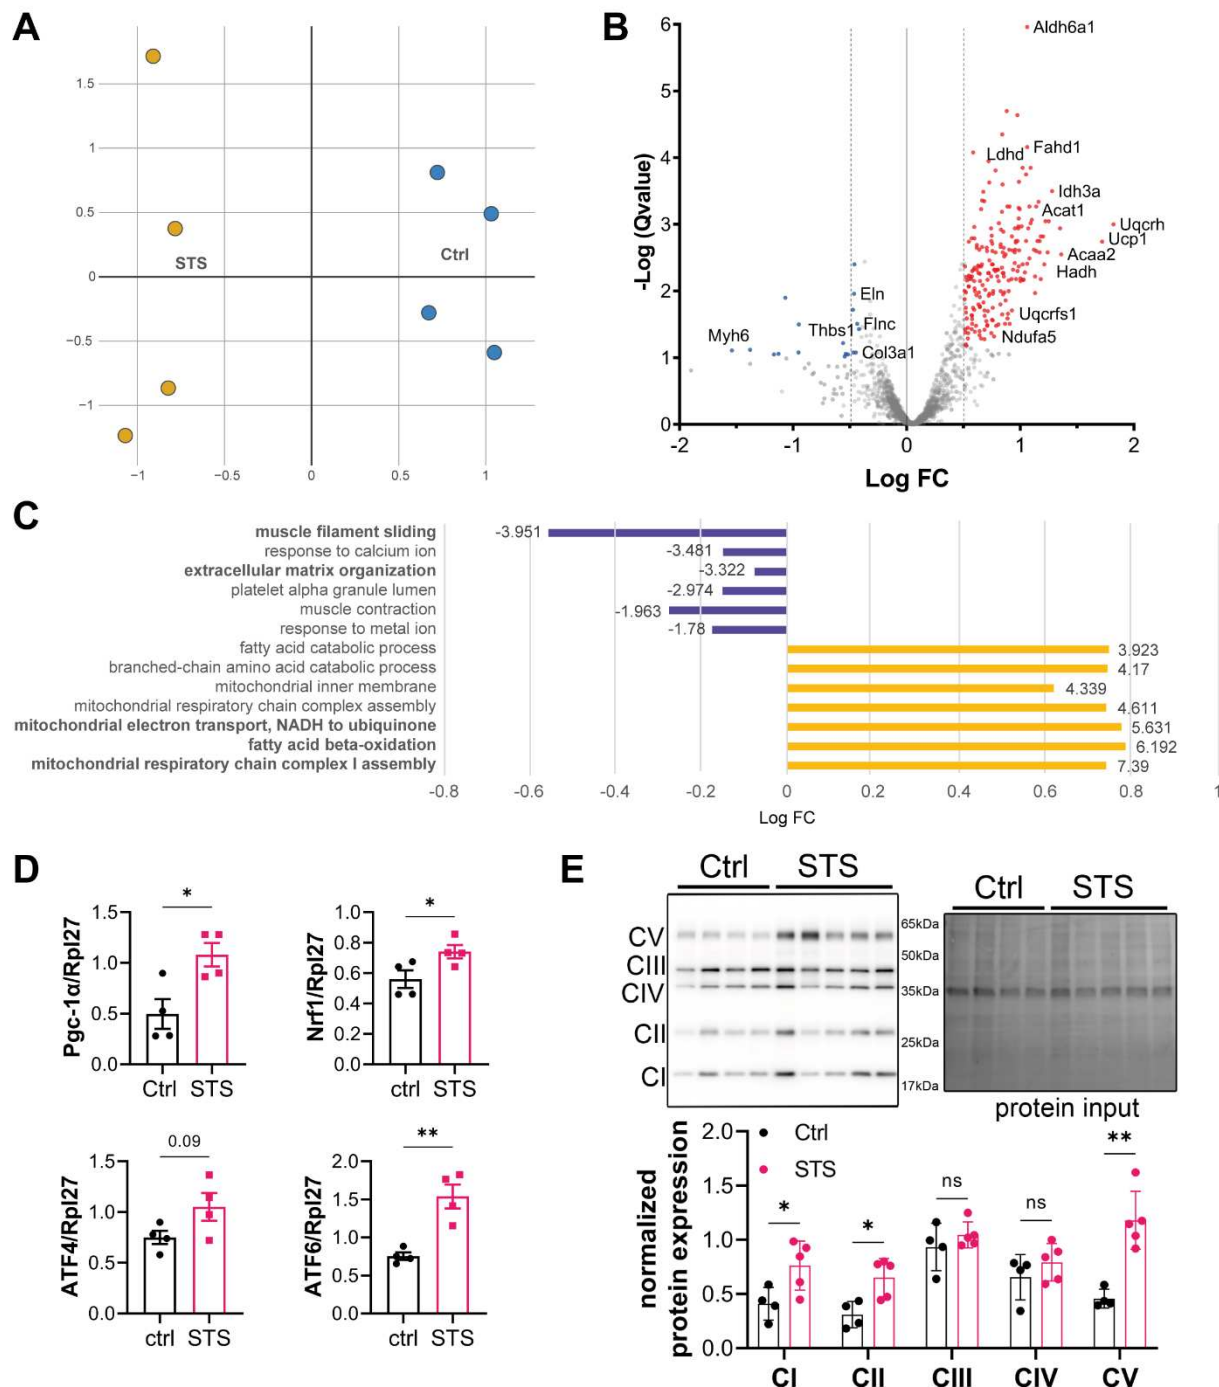 A
1.5
1
0.5
0
−0.5
−1
STS
Ctrl
−1
−0.5
0
0.5
1
B
-Log (Qvalue)
6
5
4
3
2
1
0
Aldh6a1
Ldhd
Fahd1
Idh3a
Acat1
Uqcrh
Ucp1
Acaa2
Hadh
Eln
Uqcrfs1
Thbs1
Flnc
Ndufa5
Myh6
Col3a1
-2
-1
0
1
2
Log FC
C
muscle filament sliding -3.951
response to calcium ion -3.481
extracellular matrix organization -3.322
platelet alpha granule lumen -2.974
muscle contraction -1.963
response to metal ion -1.78
fatty acid catabolic process 3.923
branched-chain amino acid catabolic process 4.17
mitochondrial inner membrane 4.339
mitochondrial respiratory chain complex assembly 4.611
mitochondrial electron transport, NADH to ubiquinone 5.631
fatty acid beta-oxidation 6.192
mitochondrial respiratory chain complex I assembly 7.39
-0.8 -0.6 -0.4 -0.2 0 0.2 0.4 0.6 0.8 1
Log FC
D
Pgc-1α/Rpl27
1.5
1.0
0.5
0.0
*
Ctrl STS
Nrf1/Rpl27
1.0
0.8
0.6
0.4
0.2
0.0
*
Ctrl STS
ATF4/Rpl27
1.5
1.0
0.5
0.0
0.09
ctrl STS
ATF6/Rpl27
2.0
1.5
1.0
0.5
0.0
**
ctrl STS
E
Ctrl STS
CV
CIII
CIV
CII
CI
65kDa
50kDa
35kDa
25kDa
17kDa
Ctrl STS
protein input
normalized
protein expression
2.0
1.5
1.0
0.5
0.0
Ctrl
STS
*
*
ns
ns
**
CI CII CIII CIV CV